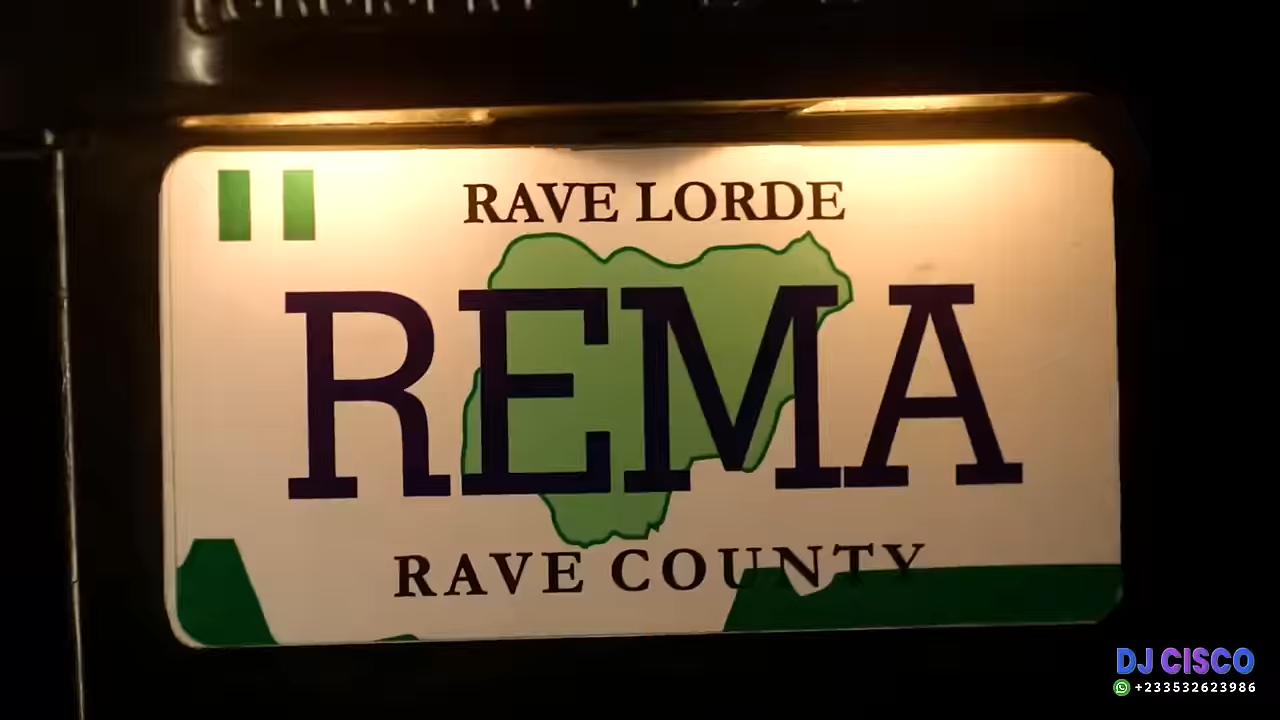 RAVE LORDE
REMA
RAVE COUNTY
DJ CISCO
+233532623986